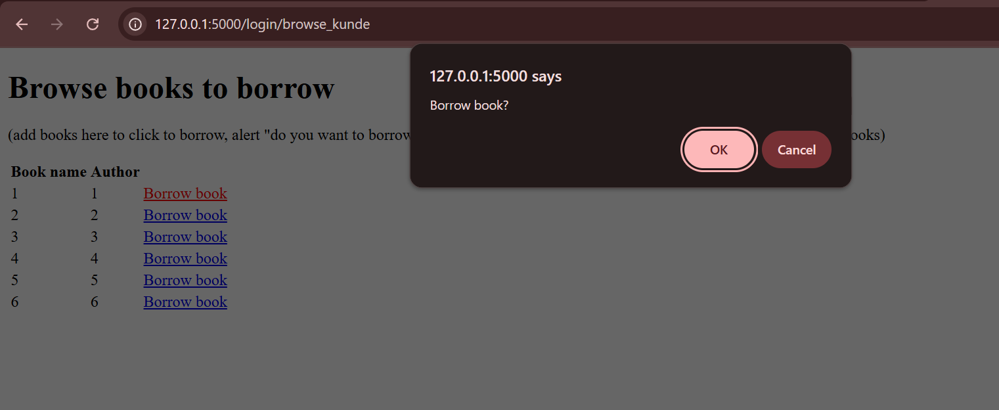 127.0.0.1:5000/login/browse_kunde
127.0.0.1:5000 says
Borrow book?
OK Cancel
Browse books to borrow
(add books here to click to borrow, alert "do you want to borrow ooks)
Book name Author
1 1 Borrow book
2 2 Borrow book
3 3 Borrow book
4 4 Borrow book
5 5 Borrow book
6 6 Borrow book